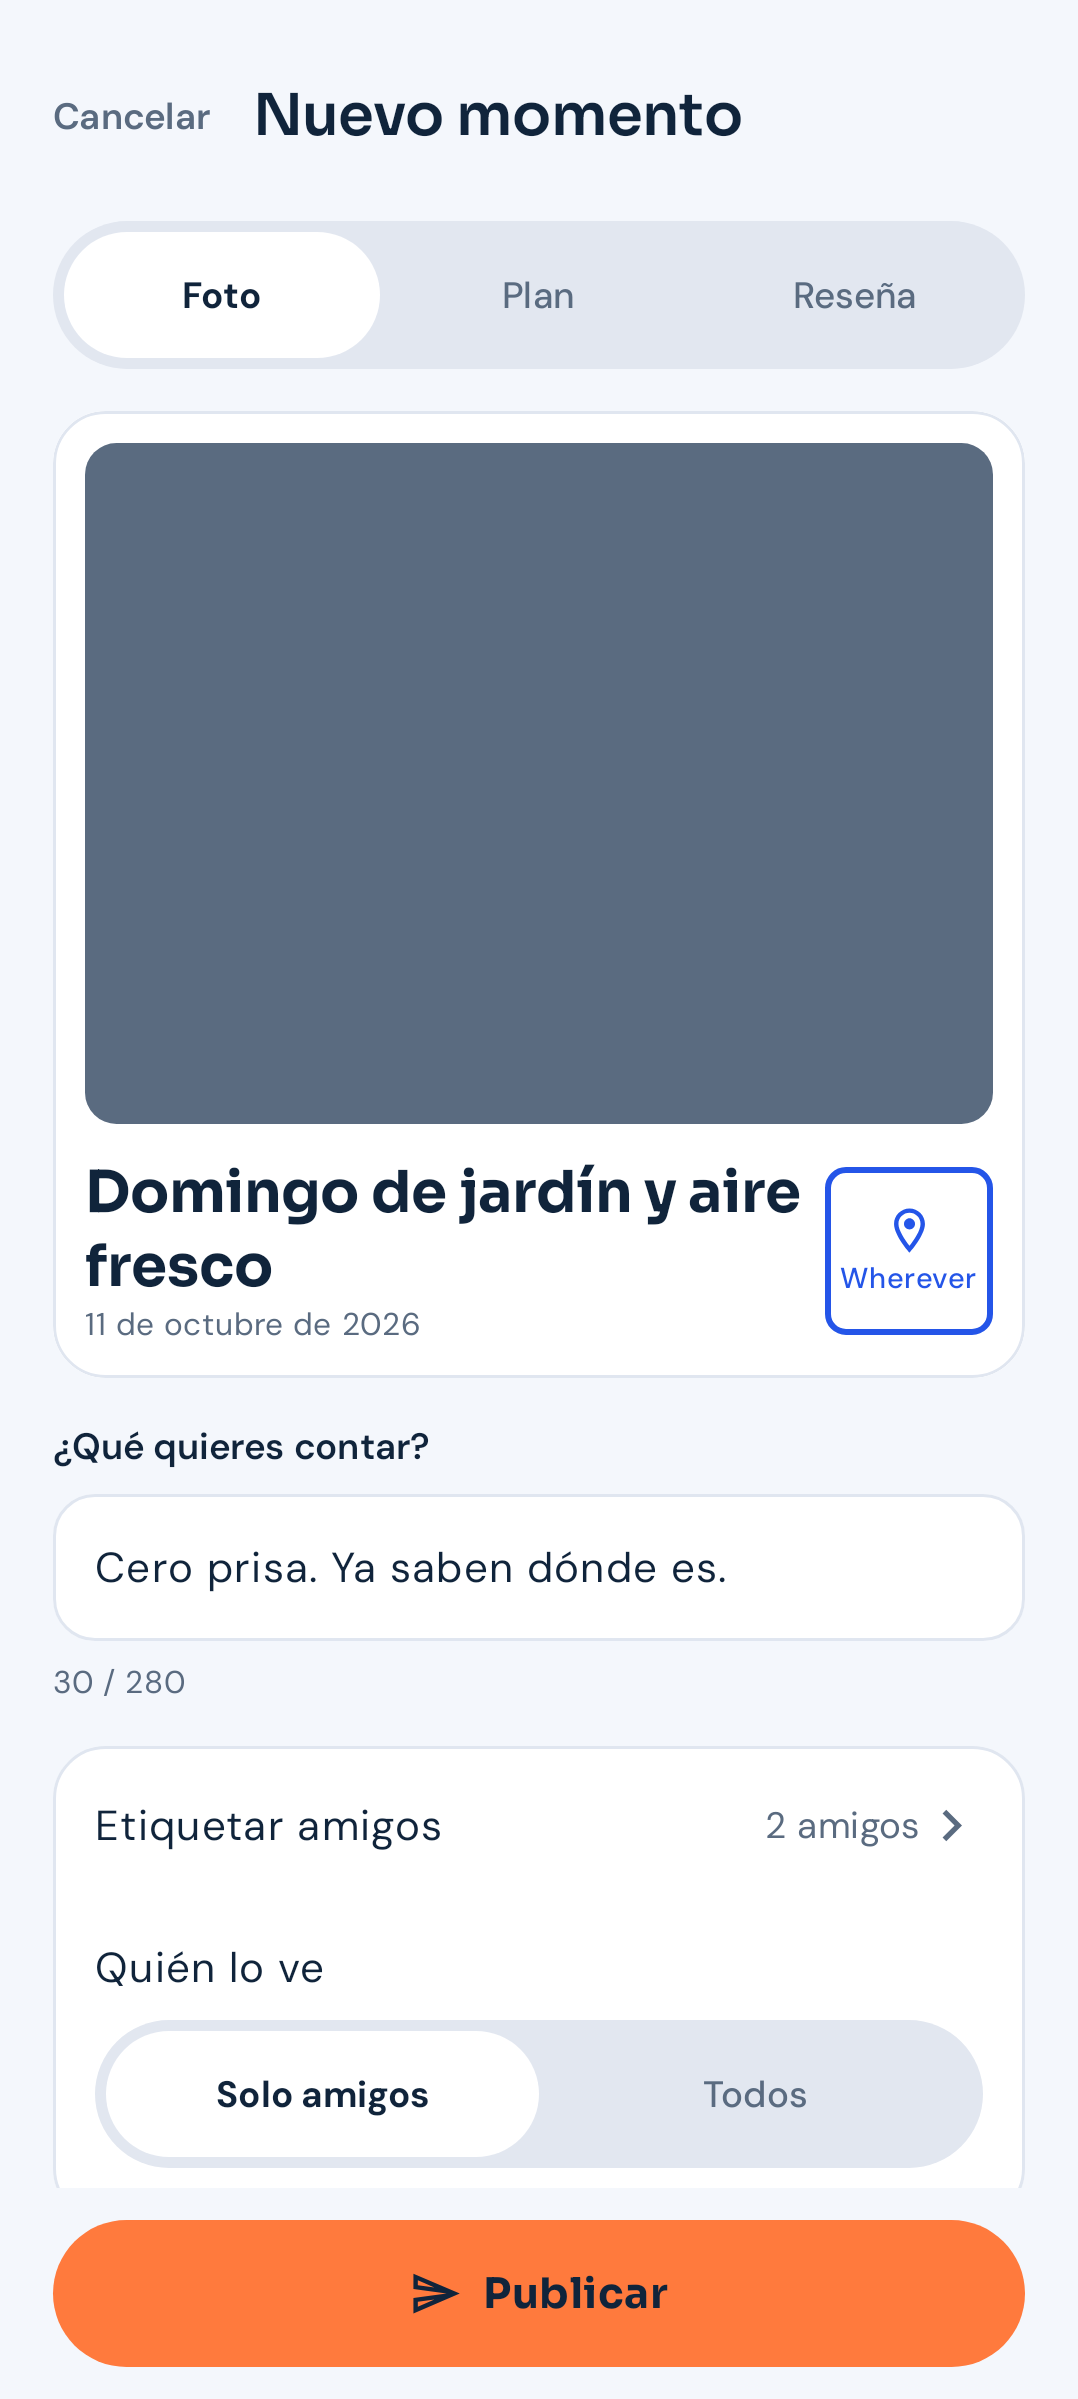 Cancelar
Nuevo momento
Foto
Plan
Reseña
Domingo de jardín y aire
fresco
11 de octubre de 2026
Wherever
¿Qué quieres contar?
Cero prisa. Ya saben dónde es.
30 / 280
Etiquetar amigos
2 amigos
Quién lo ve
Solo amigos
Todos
Publicar